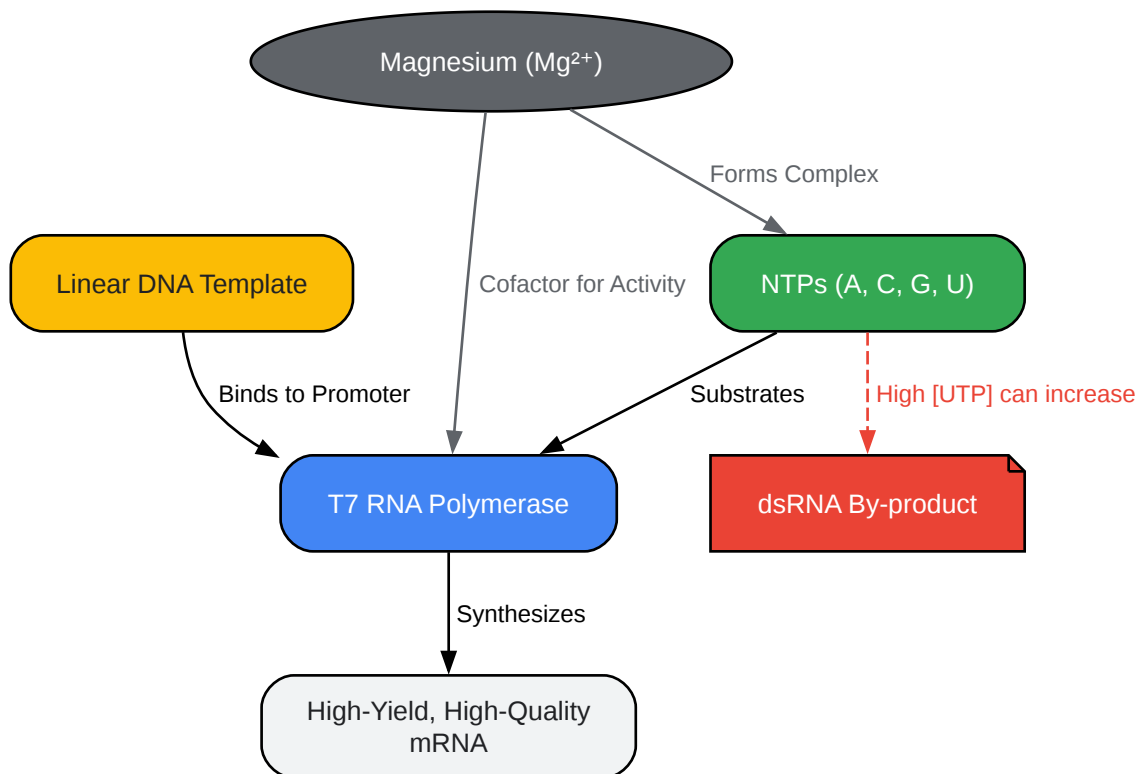 Magnesium (Mg²⁺)
Forms Complex
Linear DNA Template
Cofactor for Activity
NTPs (A, C, G, U)
Binds to Promoter
Substrates
High [UTP] can increase
T7 RNA Polymerase
dsRNA By-product
Synthesizes
High-Yield, High-Quality
mRNA